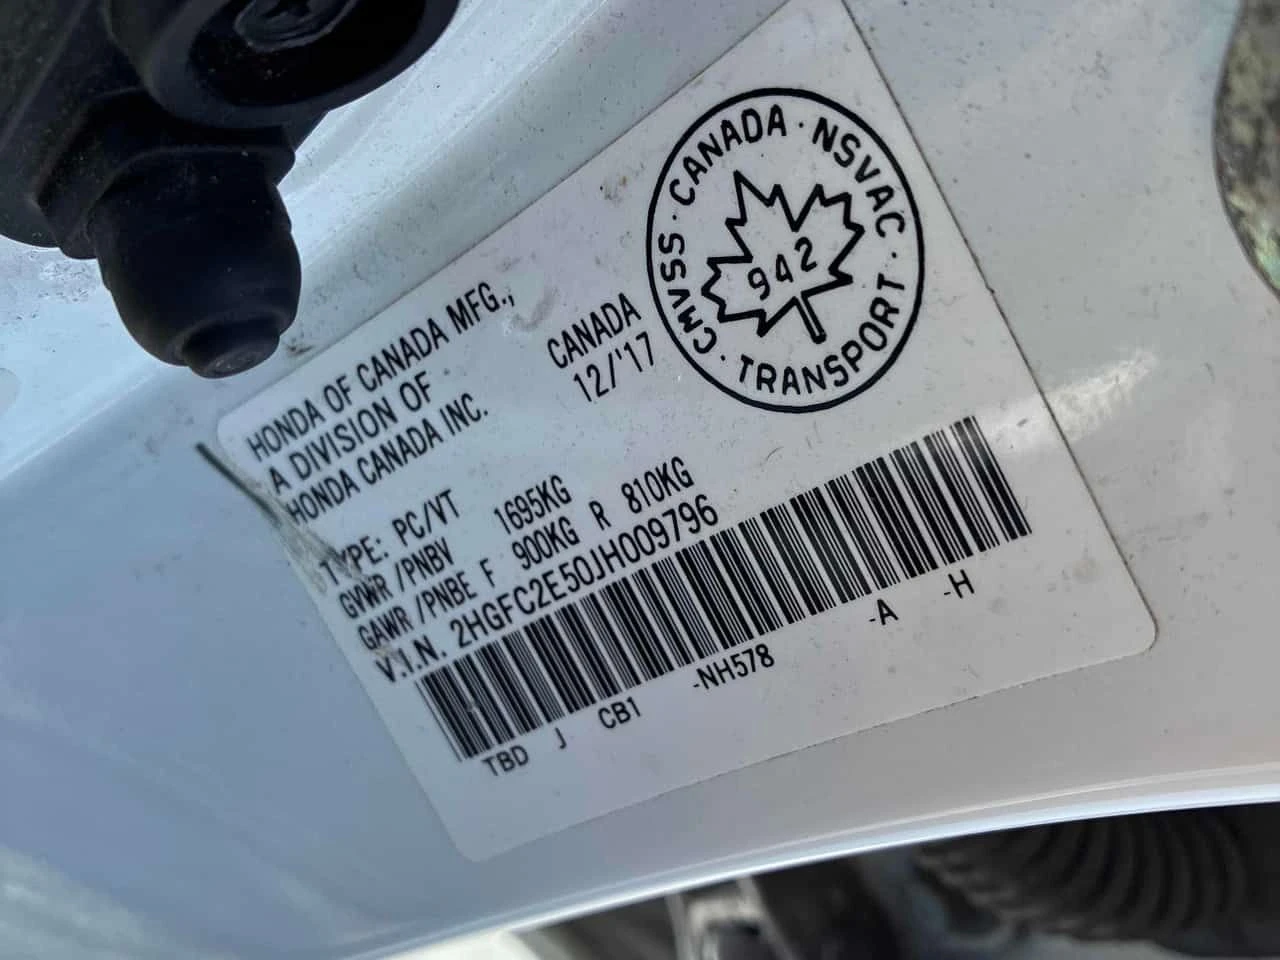 HONDA OF CANADA MFG.,
A DIVISION OF
HONDA CANADA INC.
CANADA
12/'17
CMVSS · CANADA · NSVAC · TRANSPORT ·
942
TYPE: PC/VT
GVWR /PNBV 1695KG
GAWR /PNBE F 900KG R 810KG
V.I.N. 2HGFC2E50JH009796
TBD J CB1 -NH578 -A -H